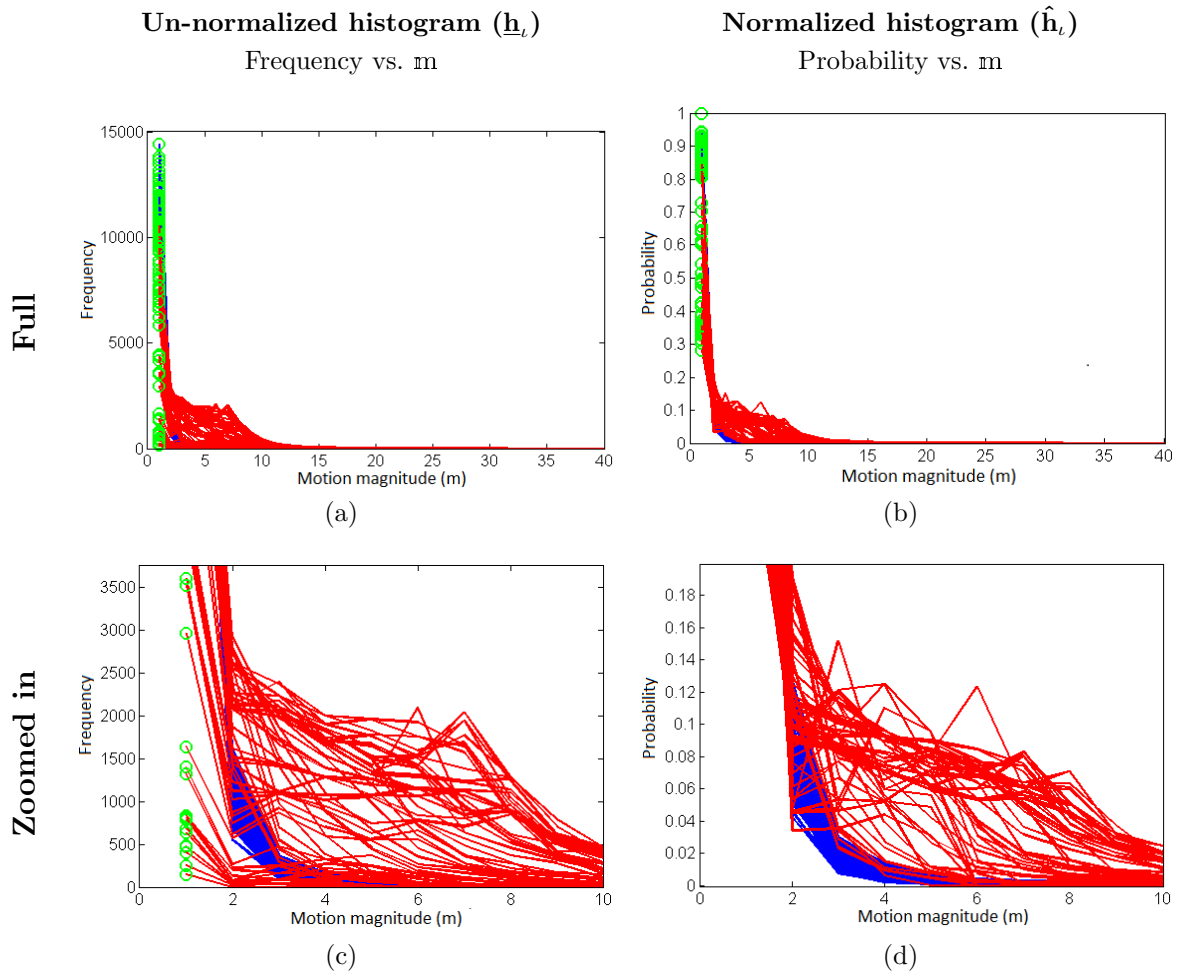 Un-normalized histogram (h̲ᵢ)
Frequency vs. m
Normalized histogram (ĥᵢ)
Probability vs. m
Full
Frequency
15000
10000
5000
0
0 5 10 15 20 25 30 35 40
Motion magnitude (m)
(a)
Probability
1
0.9
0.8
0.7
0.6
0.5
0.4
0.3
0.2
0.1
0
0 5 10 15 20 25 30 35 40
Motion magnitude (m)
(b)
Zoomed in
Frequency
3500
3000
2500
2000
1500
1000
500
0
2 4 6 8 10
Motion magnitude (m)
(c)
Probability
0.18
0.16
0.14
0.12
0.1
0.08
0.06
0.04
0.02
0
0 2 4 6 8 10
Motion magnitude (m)
(d)